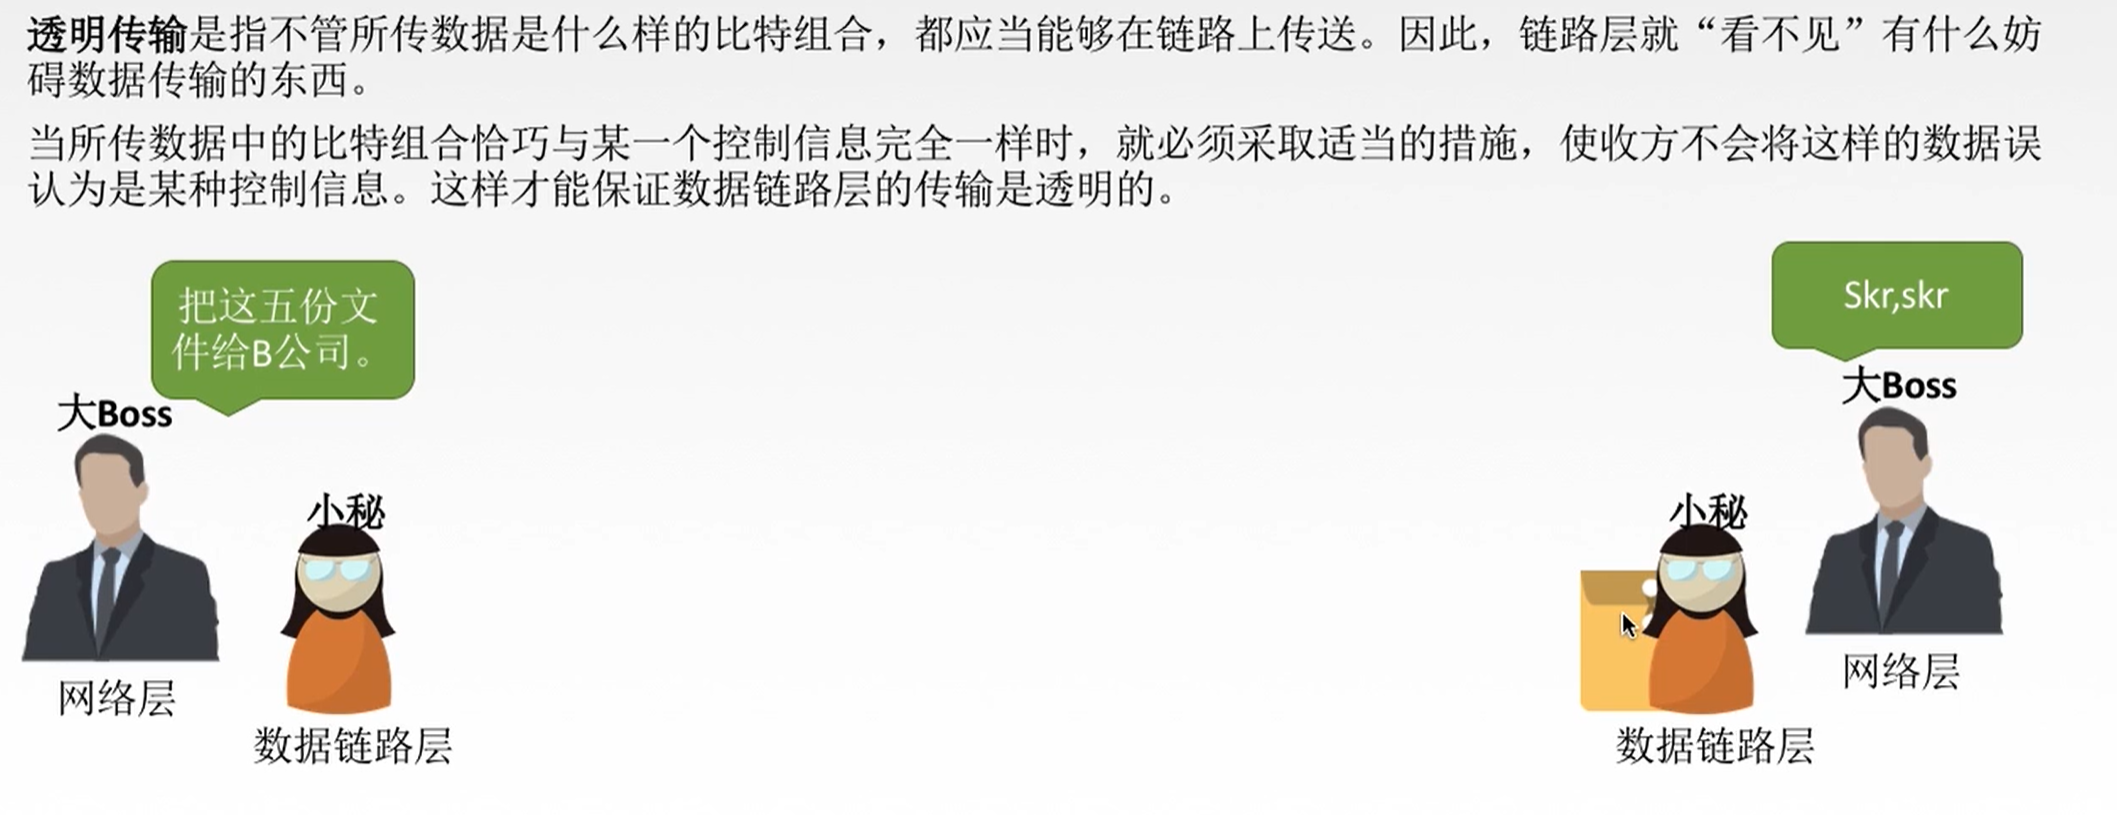 透明传输是指不管所传数据是什么样的比特组合，都应当能够在链路上传送。因此，链路层就“看不见”有什么妨
碍数据传输的东西。
当所传数据中的比特组合恰巧与某一个控制信息完全一样时，就必须采取适当的措施，使收方不会将这样的数据误
认为是某种控制信息。这样才能保证数据链路层的传输是透明的。
把这五份文
件给B公司。
大Boss
小秘
网络层
数据链路层
Skr,skr
大Boss
小秘
网络层
数据链路层